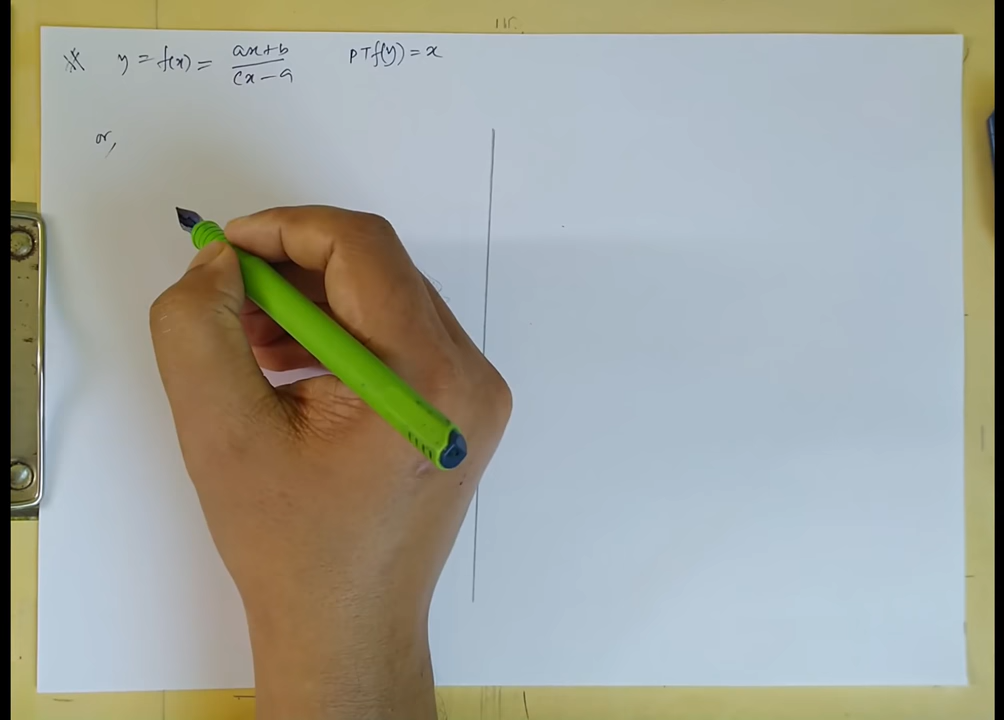 y = f(x) = ax+b / cx-a PT f(y) = x
or,